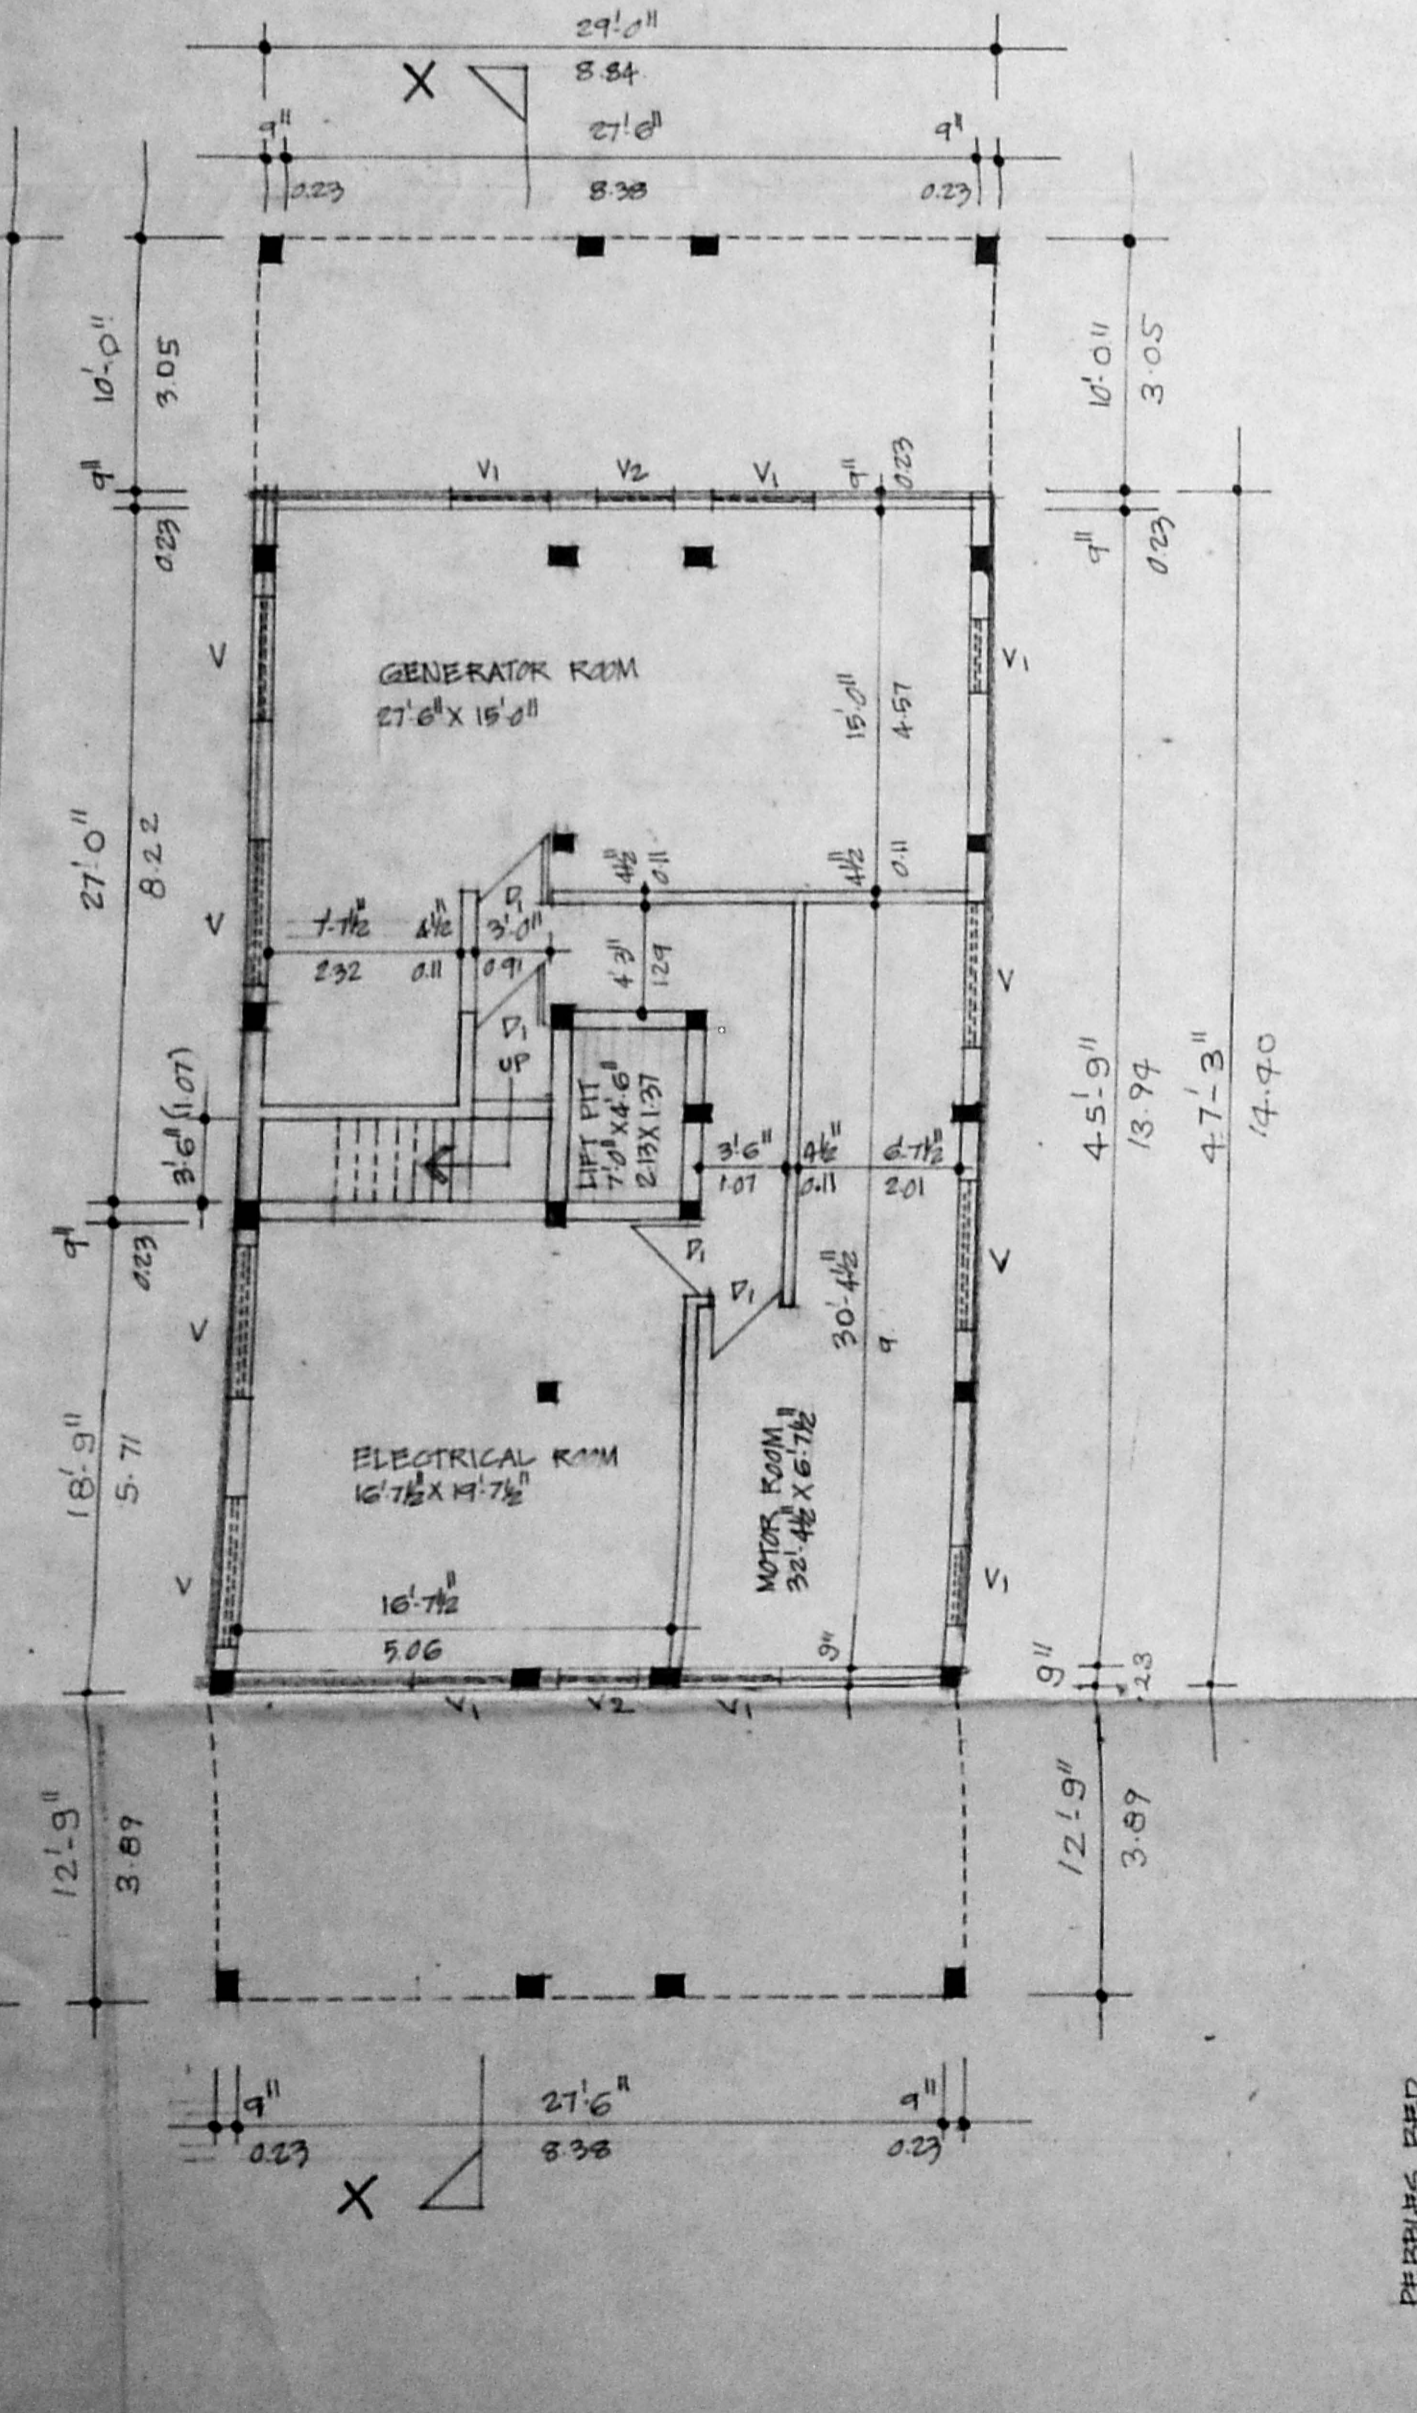 29'-0"
8.84
X
9"
27'6"
9"
0.23
8.38
0.23
10'-0"
3.05
10'-0"
3.05
9"
0.23
V1
V2
V1
9"
0.23
9"
0.23
V
V1
GENERATOR ROOM
27'6" X 15'0"
15'0"
4.57
27'0"
8.22
4½"
0.11
4½"
0.11
D1
V
7'-7½"
4½"
3'-0"
2.32
0.11
0.91
4'3"
1.29
V
D1
UP
LIFT PIT
7'0" X 4'6"
2.13 X 1.37
3'6" (1.07)
3'6"
4½"
6'-7½"
1.07
0.11
2.01
45'-9"
13.94
47'-3"
14.40
9"
0.23
D1
D1
V
V
30'-4½"
9
18'-9"
5.71
ELECTRICAL ROOM
16'7½" X 19'-7½"
MOTOR ROOM
32'-4½" X 6'-7½"
V
V1
16'-7½"
5.06
9"
9"
.23
V1
V2
V1
12'-9"
3.89
12'-9"
3.89
9"
27'6"
9"
0.23
8.38
0.23
X